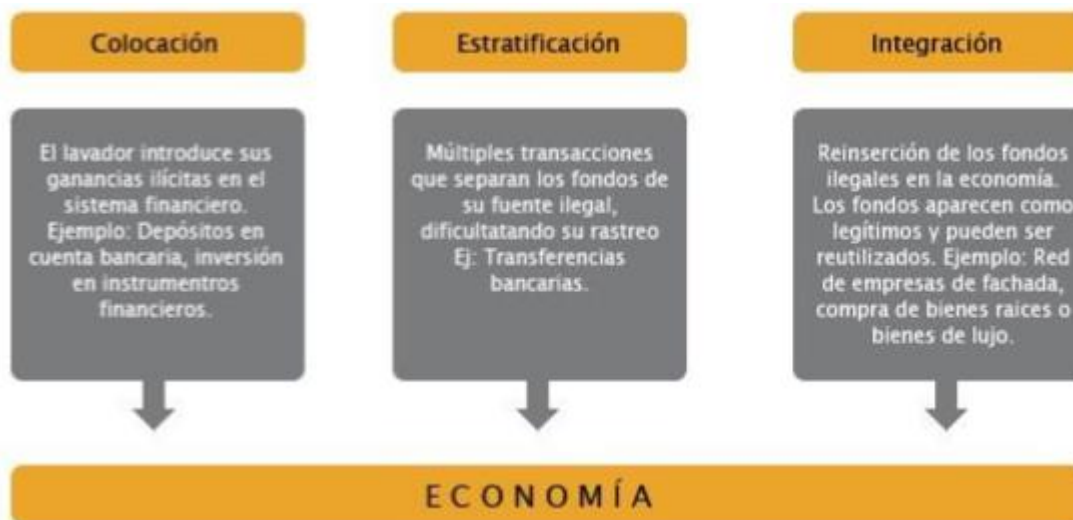 Colocación
El lavador introduce sus
ganancias ilícitas en el
sistema financiero.
Ejemplo: Depósitos en
cuenta bancaria, inversión
en instrumentros
financieros.
Estratificación
Múltiples transacciones
que separan los fondos de
su fuente ilegal,
dificultatando su rastreo
Ej: Transferencias
bancarias.
Integración
Reinserción de los fondos
ilegales en la economía.
Los fondos aparecen como
legítimos y pueden ser
reutilizados. Ejemplo: Red
de empresas de fachada,
compra de bienes raices o
bienes de lujo.
ECONOMÍA